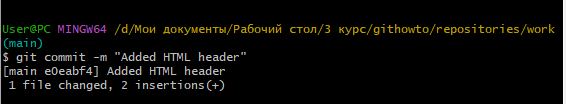 User@PC MINGW64 /d/Мои документы/Рабочий стол/3 курс/githowto/repositories/work
(main)
$ git commit -m "Added HTML header"
[main e0eabf4] Added HTML header
1 file changed, 2 insertions(+)